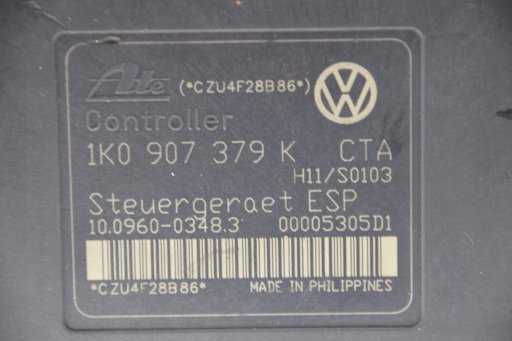 Ate (*CZU4F28B86*) VW
Controller
1K0 907 379 K CTA
H11/S0103
Steuergeraet ESP
10.0960-0348.3 00005305D1
*CZU4F28B86* MADE IN PHILIPPINES